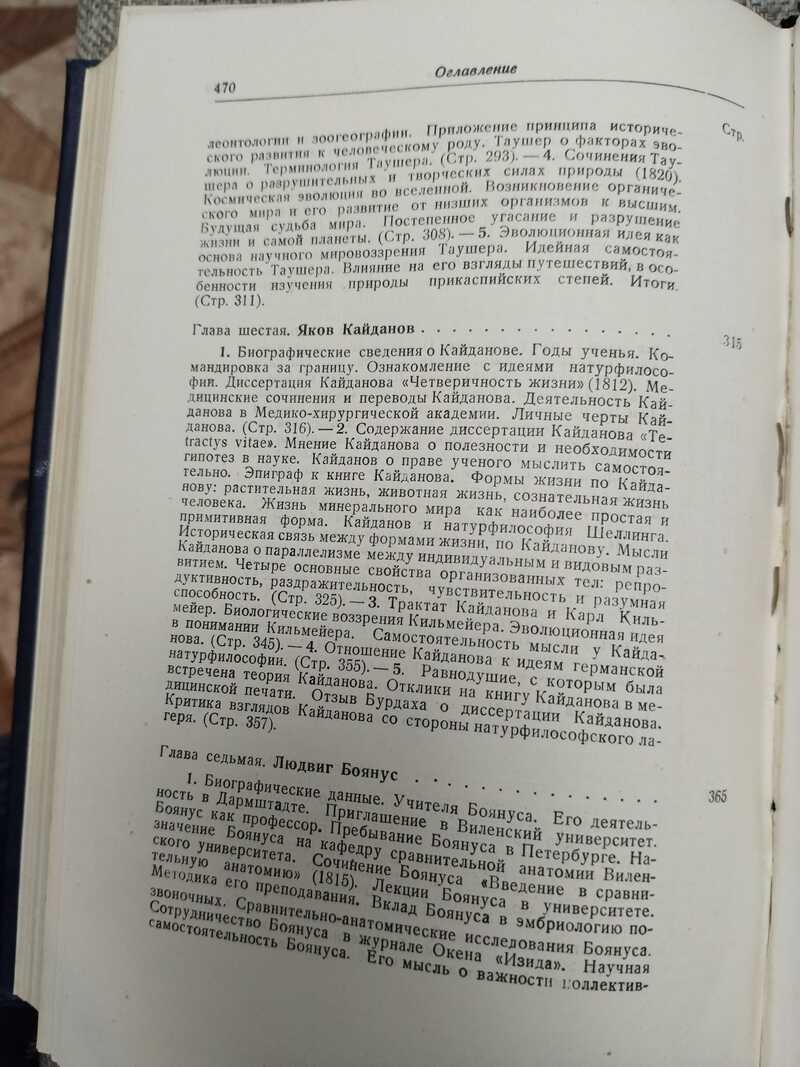 470
Оглавление
Стр.
леонтологии и зоогеографии. Приложение принципа историче-
ского развития к человеческому роду. Таушер о факторах эво-
люции. Терминология Таушера. (Стр. 293). — 4. Сочинения Тау-
шера о разрушительных и творческих силах природы (1820).
Космическая эволюция во вселенной. Возникновение органиче-
ского мира и его развитие от низших организмов к высшим.
Будущая судьба мира. Постепенное угасание и разрушение
жизни и самой планеты. (Стр. 308). — 5. Эволюционная идея как
основа научного мировоззрения Таушера. Идейная самостоя-
тельность Таушера. Влияние на его взгляды путешествий, в осо-
бенности изучения природы прикаспийских степей. Итоги.
(Стр. 311).
Глава шестая. Яков Кайданов . . . . . . . . . . . . . . . . 315
1. Биографические сведения о Кайданове. Годы ученья. Ко-
мандировка за границу. Ознакомление с идеями натурфилосо-
фии. Диссертация Кайданова «Четверичность жизни» (1812). Ме-
дицинские сочинения и переводы Кайданова. Деятельность Кай-
данова в Медико-хирургической академии. Личные черты Кай-
данова. (Стр. 316). — 2. Содержание диссертации Кайданова «Te-
tractys vitae». Мнение Кайданова о полезности и необходимости
гипотез в науке. Кайданов о праве ученого мыслить самостоя-
тельно. Эпиграф к книге Кайданова. Формы жизни по Кайда-
нову: растительная жизнь, животная жизнь, сознательная жизнь
человека. Жизнь минерального мира как наиболее простая и
примитивная форма. Кайданов и натурфилософия Шеллинга.
Историческая связь между формами жизни, по Кайданову. Мысли
Кайданова о параллелизме между индивидуальным и видовым раз-
витием. Четыре основные свойства организованных тел: репро-
дуктивность, раздражительность, чувствительность и разумная
способность. (Стр. 325). — 3. Трактат Кайданова и Карл Киль-
мейер. Биологические воззрения Кильмейера. Эволюционная идея
в понимании Кильмейера. Самостоятельность мысли у Кайда-
нова. (Стр. 345). — 4. Отношение Кайданова к идеям германской
натурфилософии. (Стр. 355). — 5. Равнодушие, с которым была
встречена теория Кайданова. Отклики на книгу Кайданова в ме-
дицинской печати. Отзыв Бурдаха о диссертации Кайданова.
Критика взглядов Кайданова со стороны натурфилософского ла-
геря. (Стр. 357).
Глава седьмая. Людвиг Боянус . . . . . . . . . . . . . . . . 365
1. Биографические данные. Учителя Боянуса. Его деятель-
ность в Дармштадте. Приглашение в Виленский университет.
Боянус как профессор. Пребывание Боянуса в Петербурге. На-
значение Боянуса на кафедру сравнительной анатомии Вилен-
ского университета. Сочинение Боянуса «Введение в сравни-
тельную анатомию» (1815). Лекции Боянуса в университете.
Методика его преподавания. Вклад Боянуса в эмбриологию по-
звоночных. Сравнительно-анатомические исследования Боянуса.
Сотрудничество Боянуса в журнале Окена «Изида». Научная
самостоятельность Боянуса. Его мысль о важности коллектив-